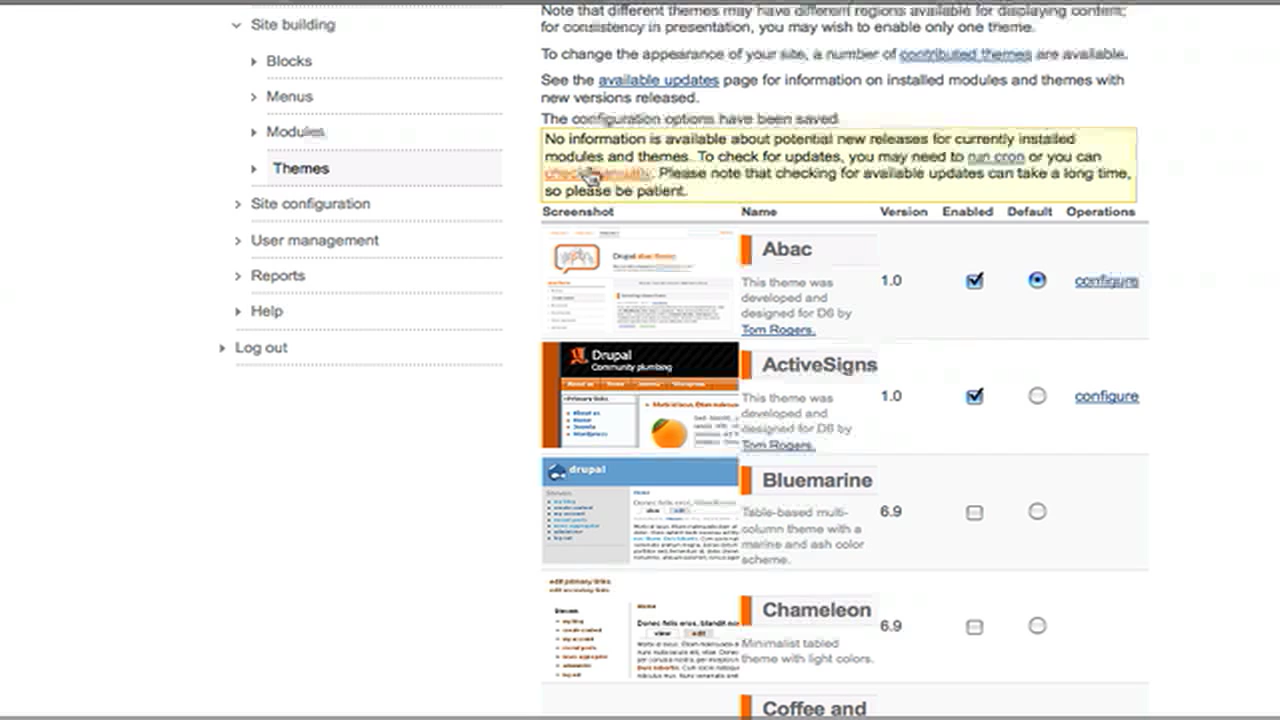 Site building
Blocks
Menus
Modules
Themes
Site configuration
User management
Reports
Help
Log out
Note that different themes may have different regions available for displaying content;
for consistency in presentation, you may wish to enable only one theme.
To change the appearance of your site, a number of contributed themes are available.
See the available updates page for information on installed modules and themes with
new versions released.
The configuration options have been saved.
No information is available about potential new releases for currently installed
modules and themes. To check for updates, you may need to run cron or you can
check manually. Please note that checking for available updates can take a long time,
so please be patient.
Screenshot Name Version Enabled Default Operations
Abac
This theme was
developed and
designed for D6 by
Tom Rogers.
1.0
configure
Drupal
Community plumbing
ActiveSigns
This theme was
developed and
designed for D6 by
Tom Rogers.
1.0
configure
drupal
Bluemarine
Table-based multi-
column theme with a
marine and ash color
scheme.
6.9
view edit
Chameleon
Minimalist tabled
theme with light colors.
6.9
Coffee and